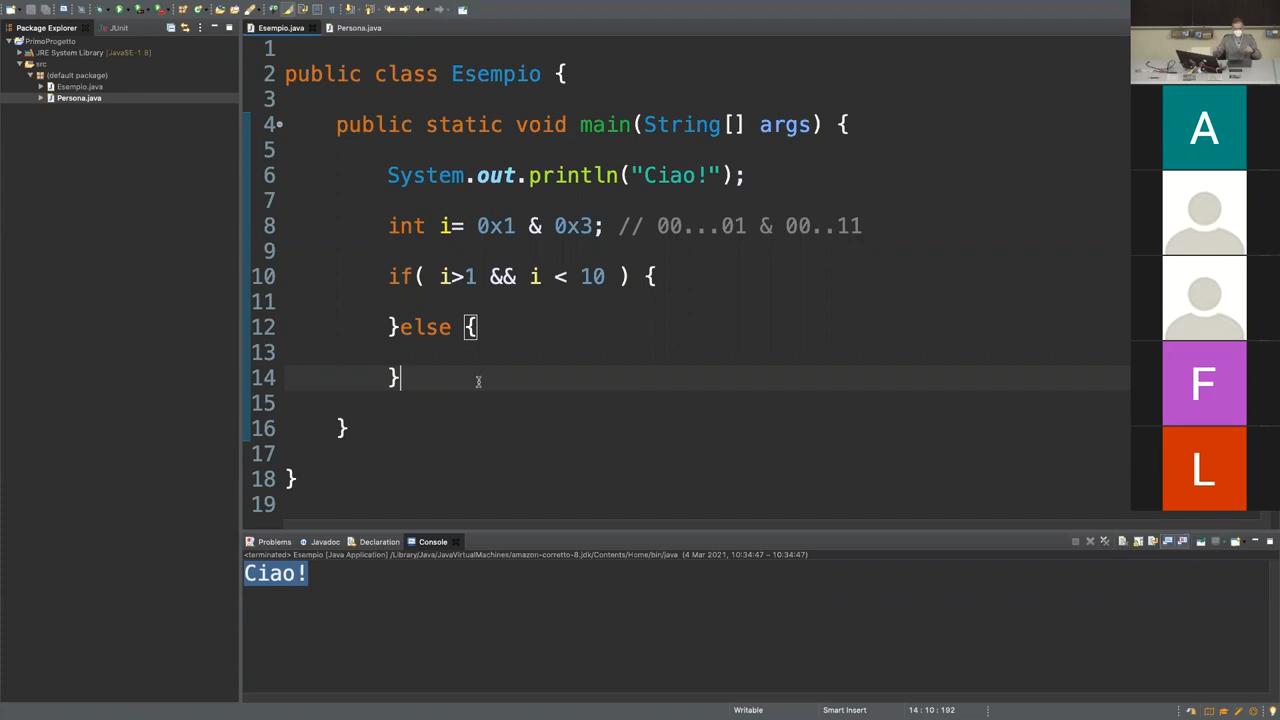 Package Explorer
JUnit
PrimoProgetto
JRE System Library [JavaSE-1.8]
src
(default package)
Esempio.java
Persona.java
Esempio.java
Persona.java
1
2 public class Esempio {
3
4 public static void main(String[] args) {
5
6 System.out.println("Ciao!");
7
8 int i= 0x1 & 0x3; // 00...01 & 00..11
9
10 if( i>1 && i < 10 ) {
11
12 }else {
13
14 }
15
16 }
17
18 }
19
Problems
Javadoc
Declaration
Console
<terminated> Esempio [Java Application] /Library/Java/JavaVirtualMachines/amazon-corretto-8.jdk/Contents/Home/bin/java (4 Mar 2021, 10:34:47 – 10:34:47)
Ciao!
Writable
Smart Insert
14 : 10 : 192
A
F
L